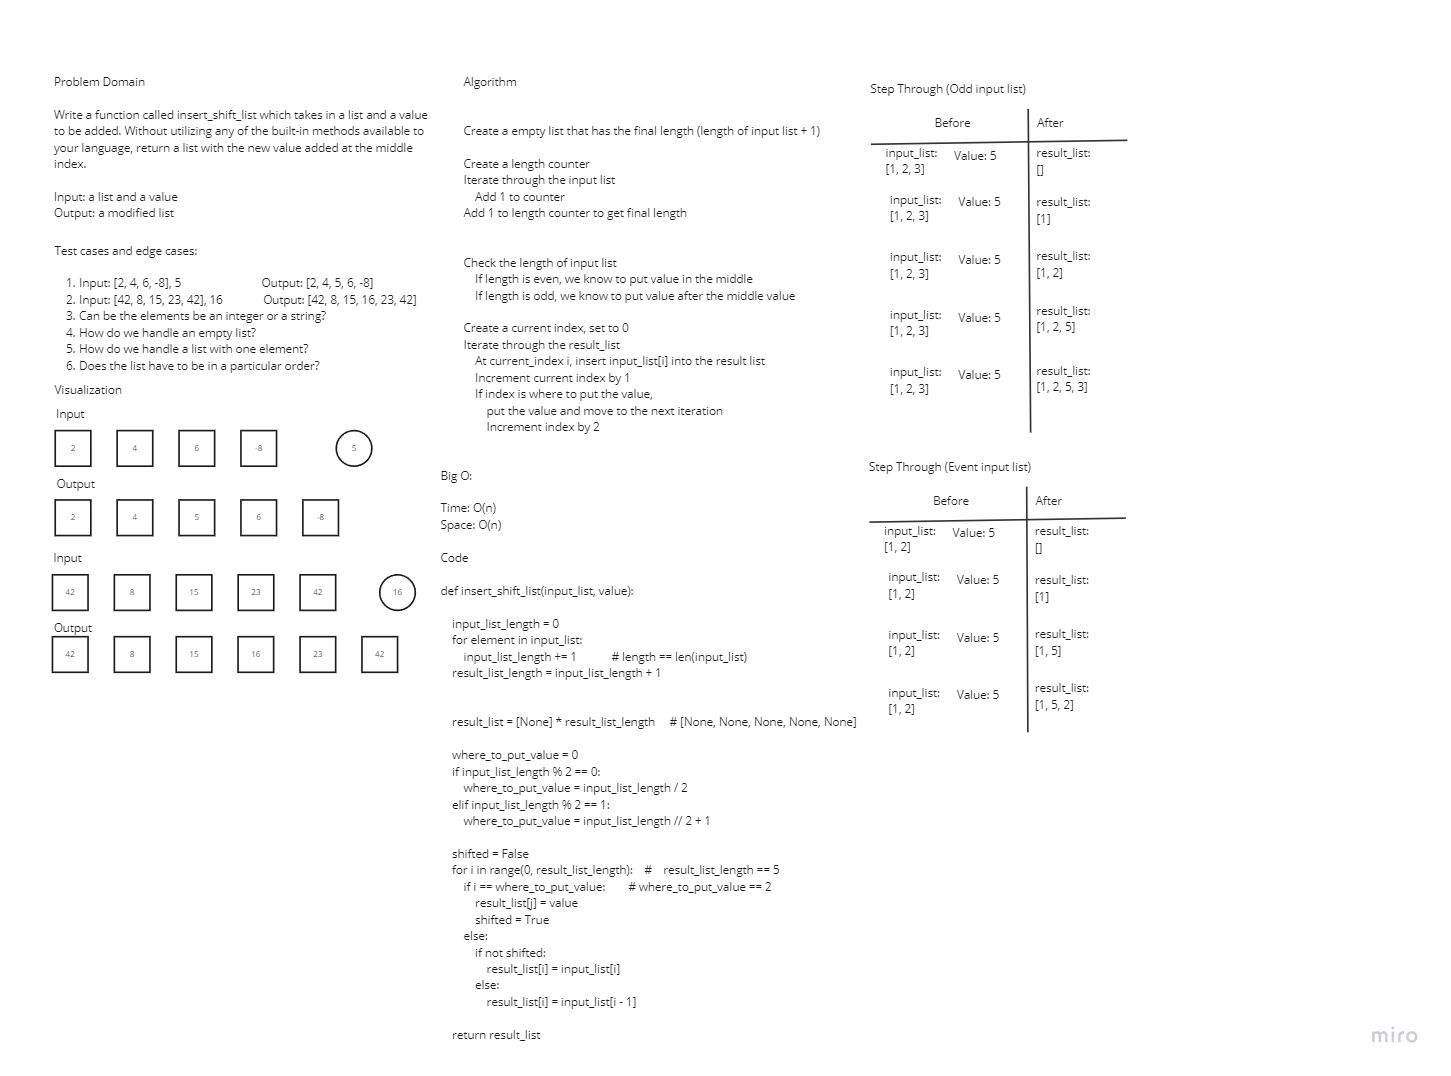 Problem Domain
Write a function called insert_shift_list which takes in a list and a value
to be added. Without utilizing any of the built-in methods available to
your language, return a list with the new value added at the middle
index.
Input: a list and a value
Output: a modified list
Test cases and edge cases:
1. Input: [2, 4, 6, -8], 5 Output: [2, 4, 5, 6, -8]
2. Input: [42, 8, 15, 23, 42], 16 Output: [42, 8, 15, 16, 23, 42]
3. Can be the elements be an integer or a string?
4. How do we handle an empty list?
5. How do we handle a list with one element?
6. Does the list have to be in a particular order?
Visualization
Input
2 4 6 -8 5
Output
2 4 5 6 -8
Input
42 8 15 23 42 16
Output
42 8 15 16 23 42
Algorithm
Create a empty list that has the final length (length of input list + 1)
Create a length counter
Iterate through the input list
Add 1 to counter
Add 1 to length counter to get final length
Check the length of input list
If length is even, we know to put value in the middle
If length is odd, we know to put value after the middle value
Create a current index, set to 0
Iterate through the result_list
At current_index i, insert input_list[i] into the result list
Increment current index by 1
If index is where to put the value,
put the value and move to the next iteration
Increment index by 2
Big O:
Time: O(n)
Space: O(n)
Code
def insert_shift_list(input_list, value):
input_list_length = 0
for element in input_list:
input_list_length += 1 # length == len(input_list)
result_list_length = input_list_length + 1
result_list = [None] * result_list_length # [None, None, None, None, None]
where_to_put_value = 0
if input_list_length % 2 == 0:
where_to_put_value = input_list_length / 2
elif input_list_length % 2 == 1:
where_to_put_value = input_list_length // 2 + 1
shifted = False
for i in range(0, result_list_length): # result_list_length == 5
if i == where_to_put_value: # where_to_put_value == 2
result_list[j] = value
shifted = True
else:
if not shifted:
result_list[i] = input_list[i]
else:
result_list[i] = input_list[i - 1]
return result_list
Step Through (Odd input list)
Before After
input_list: Value: 5 result_list:
[1, 2, 3] []
input_list: Value: 5 result_list:
[1, 2, 3] [1]
input_list: Value: 5 result_list:
[1, 2, 3] [1, 2]
input_list: Value: 5 result_list:
[1, 2, 3] [1, 2, 5]
input_list: Value: 5 result_list:
[1, 2, 3] [1, 2, 5, 3]
Step Through (Event input list)
Before After
input_list: Value: 5 result_list:
[1, 2] []
input_list: Value: 5 result_list:
[1, 2] [1]
input_list: Value: 5 result_list:
[1, 2] [1, 5]
input_list: Value: 5 result_list:
[1, 2] [1, 5, 2]
miro